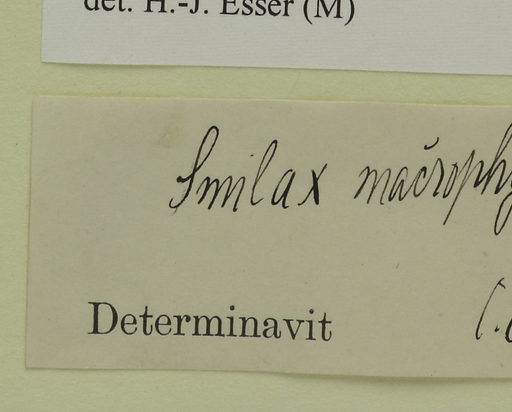 det. H.-J. Esser (M)
Smilax macrophy
Determinavit
C.